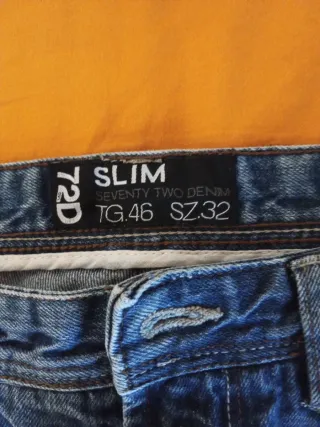 72D
SLIM
SEVENTY TWO DENIM
TG.46 SZ.32